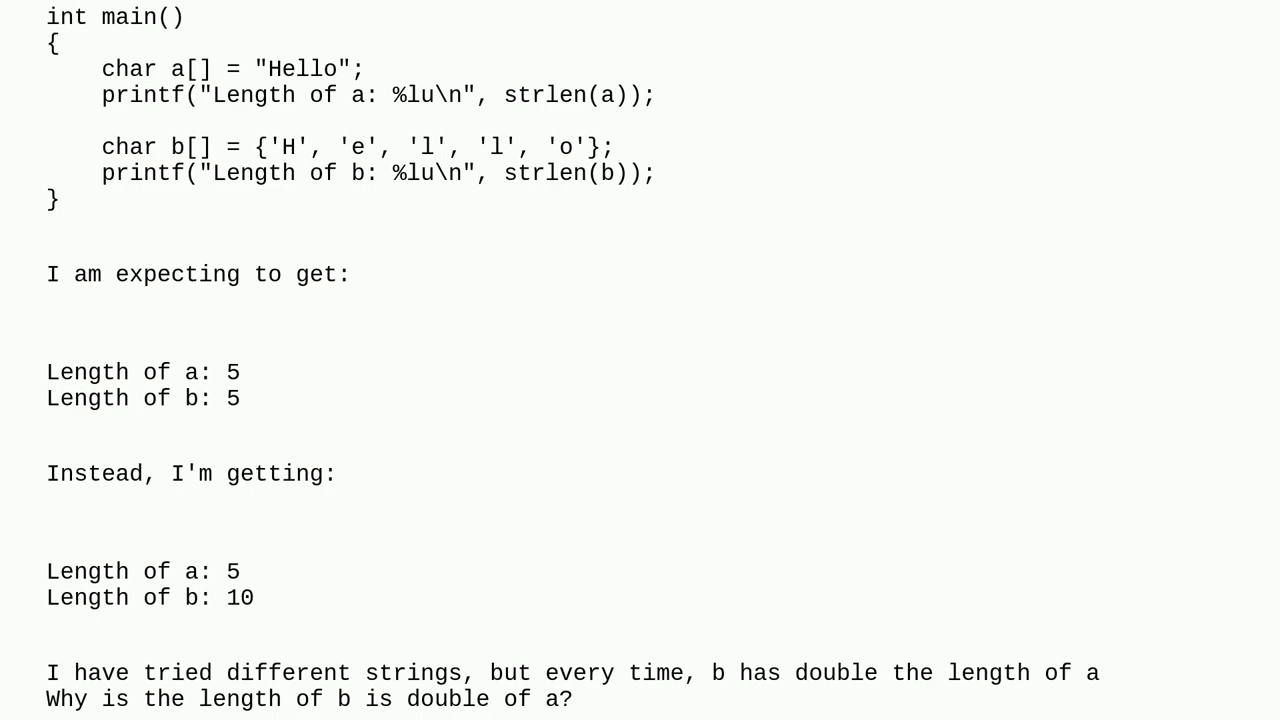 int main()
{
    char a[] = "Hello";
    printf("Length of a: %lu\n", strlen(a));
    char b[] = {'H', 'e', 'l', 'l', 'o'};
    printf("Length of b: %lu\n", strlen(b));
}
I am expecting to get:
Length of a: 5
Length of b: 5
Instead, I'm getting:
Length of a: 5
Length of b: 10
I have tried different strings, but every time, b has double the length of a
Why is the length of b is double of a?